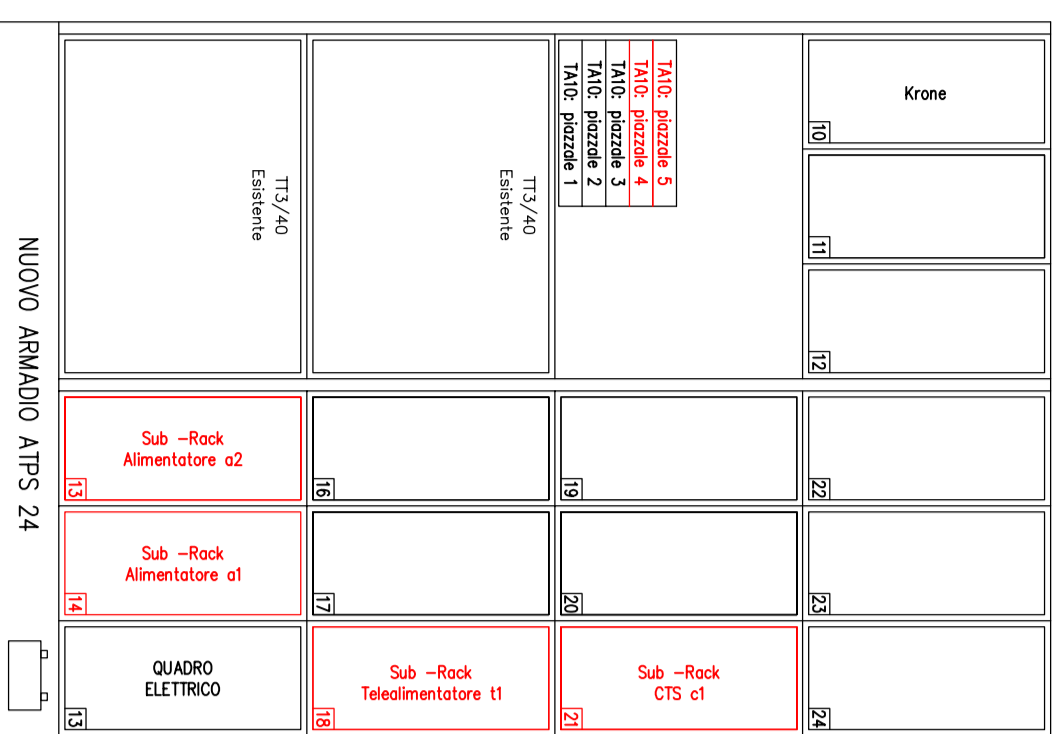 NUOVO ARMADIO ATPS 24
TT3/40
Esistente
TT3/40
Esistente
TA10: piazzale 1
TA10: piazzale 2
TA10: piazzale 3
TA10: piazzale 4
TA10: piazzale 5
Krone
10
11
12
Sub -Rack
Alimentatore a2
13
16
19
22
Sub -Rack
Alimentatore a1
14
17
20
23
QUADRO
ELETTRICO
13
Sub -Rack
Telealimentatore t1
18
Sub -Rack
CTS c1
21
24